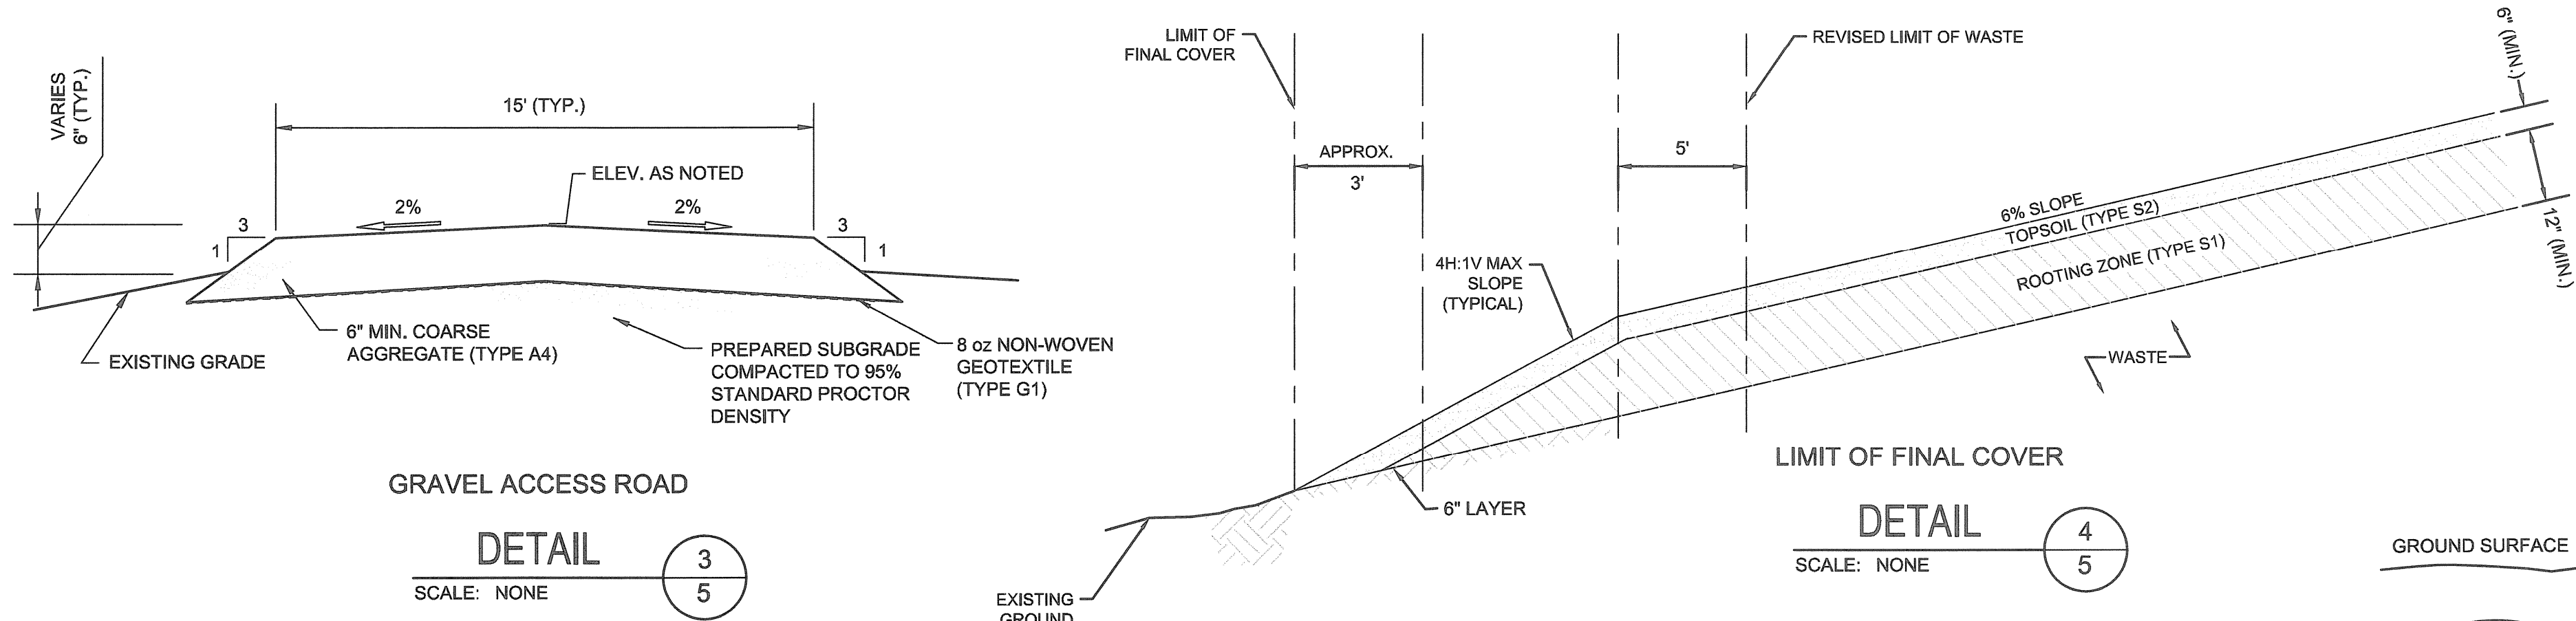 VARIES
6" (TYP.)
15' (TYP.)
ELEV. AS NOTED
2%
2%
3
1
3
1
EXISTING GRADE
6" MIN. COARSE
AGGREGATE (TYPE A4)
PREPARED SUBGRADE
COMPACTED TO 95%
STANDARD PROCTOR
DENSITY
8 oz NON-WOVEN
GEOTEXTILE
(TYPE G1)
GRAVEL ACCESS ROAD
DETAIL
3
5
SCALE: NONE
LIMIT OF
FINAL COVER
REVISED LIMIT OF WASTE
6" (MIN.)
APPROX.
3'
5'
6% SLOPE
TOPSOIL (TYPE S2)
ROOTING ZONE (TYPE S1)
12" (MIN.)
4H:1V MAX
SLOPE
(TYPICAL)
WASTE
6" LAYER
EXISTING
GROUND
LIMIT OF FINAL COVER
DETAIL
4
5
SCALE: NONE
GROUND SURFACE